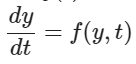 dy/dt = f(y, t)